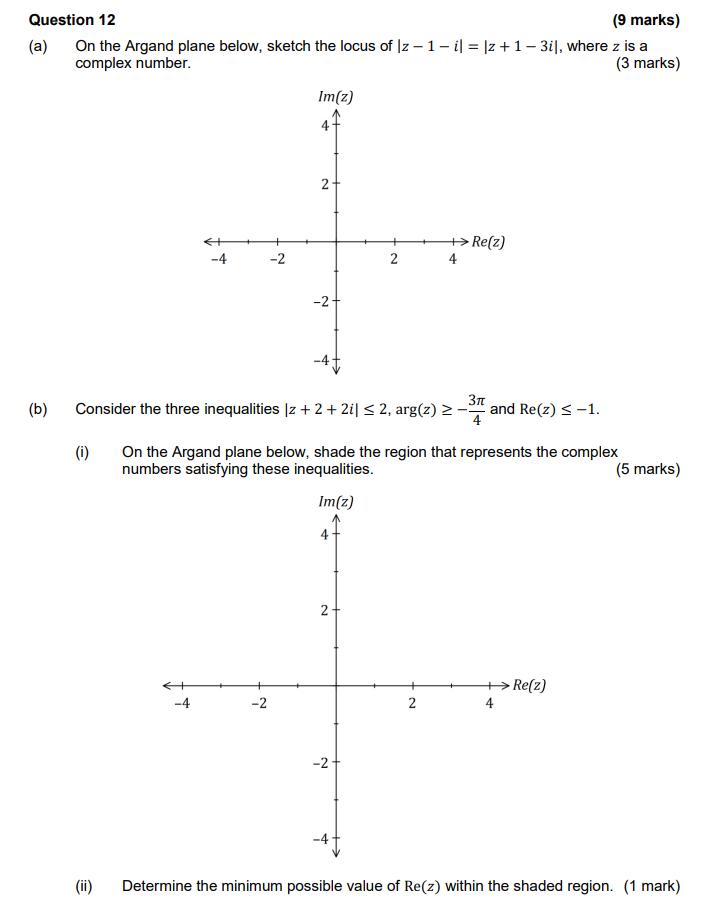 Question 12 (9 marks)
(a) On the Argand plane below, sketch the locus of |z − 1 − i| = |z + 1 − 3i|, where z is a
complex number. (3 marks)
Im(z)
4
2
Re(z)
−4 −2 2 4
−2
−4
(b) Consider the three inequalities |z + 2 + 2i| ≤ 2, arg(z) ≥ −3π/4 and Re(z) ≤ −1.
(i) On the Argand plane below, shade the region that represents the complex
numbers satisfying these inequalities. (5 marks)
Im(z)
4
2
Re(z)
−4 −2 2 4
−2
−4
(ii) Determine the minimum possible value of Re(z) within the shaded region. (1 mark)